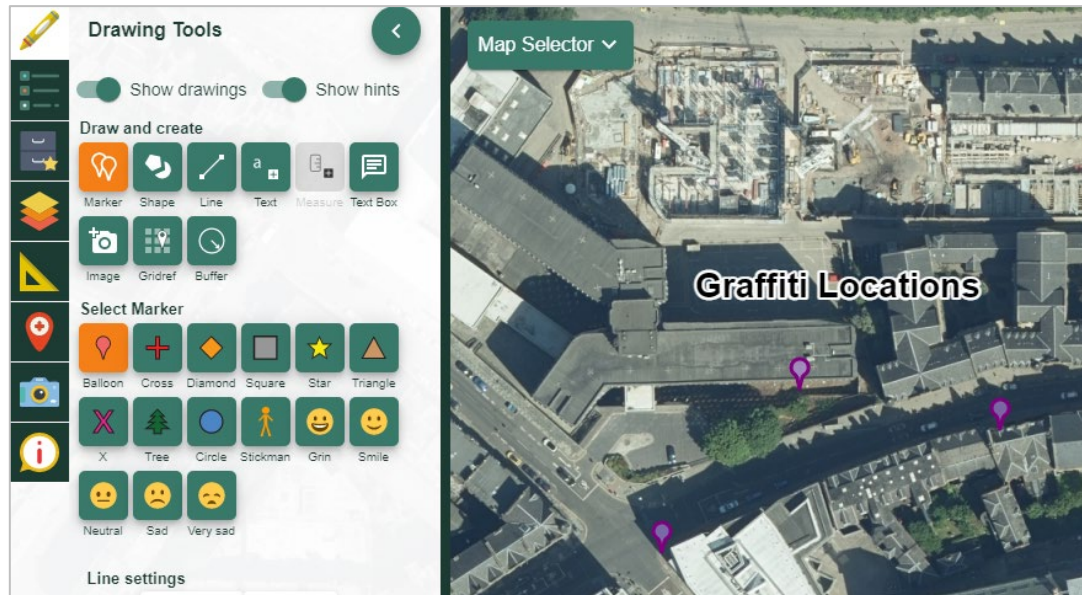 Drawing Tools
Show drawings Show hints
Draw and create
Marker Shape Line Text Measure Text Box
Image Gridref Buffer
Select Marker
Balloon Cross Diamond Square Star Triangle
X Tree Circle Stickman Grin Smile
Neutral Sad Very sad
Line settings
Map Selector
Graffiti Locations